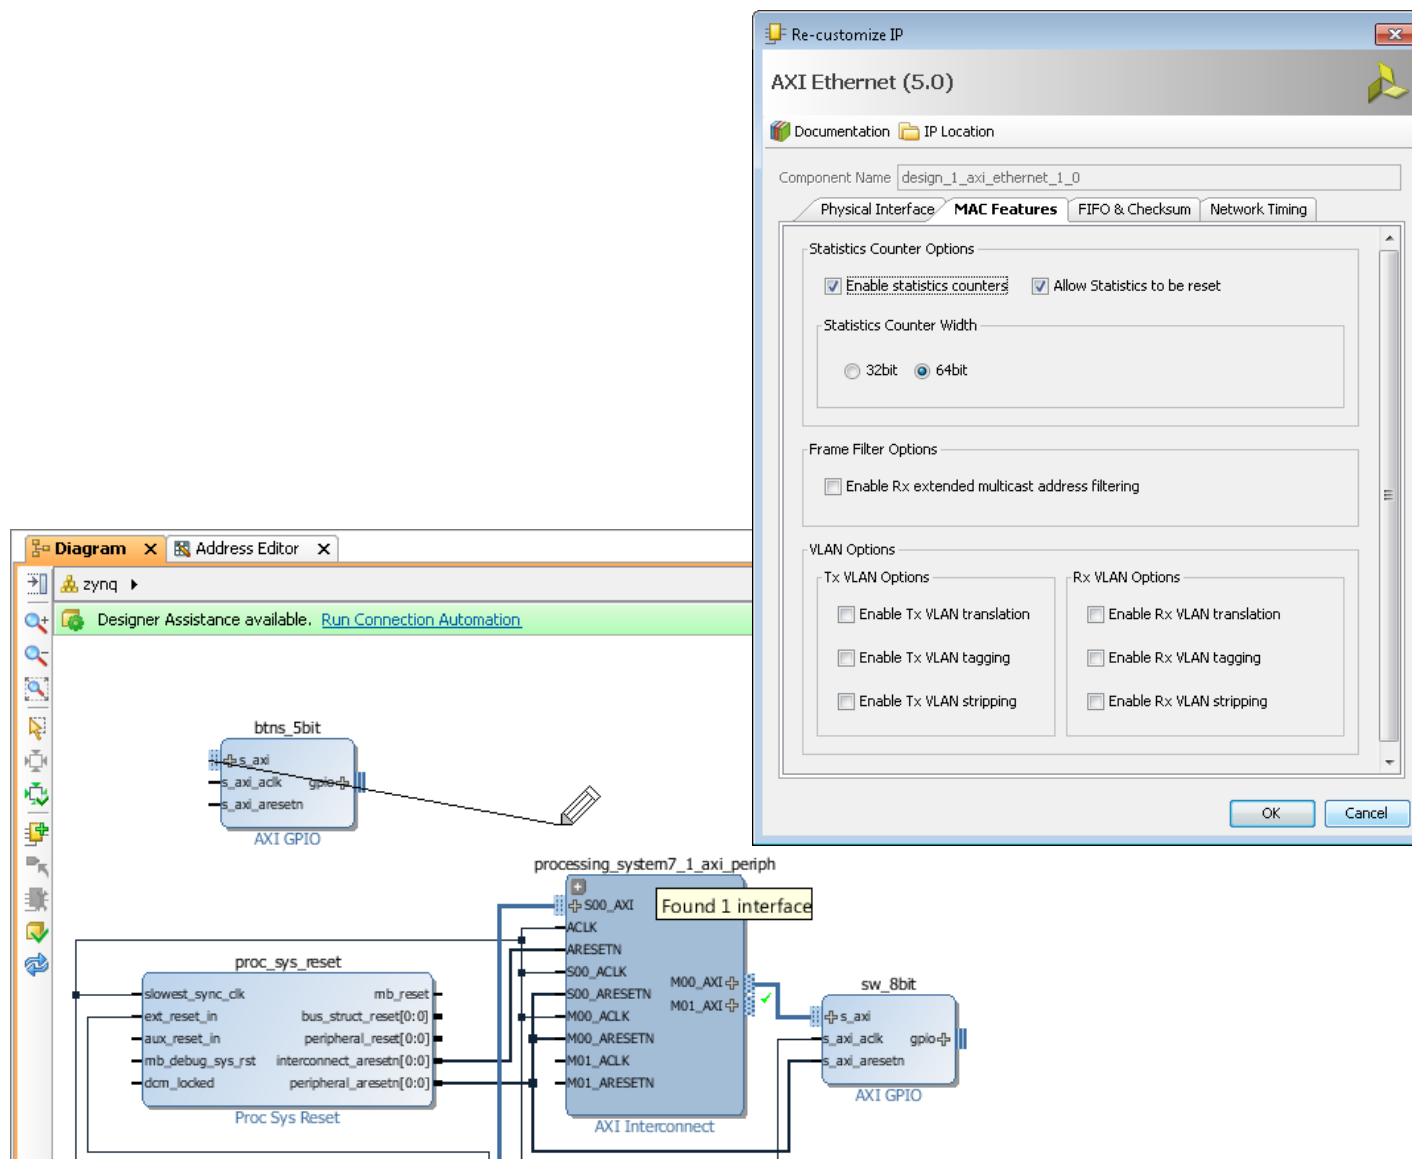 Re-customize IP
AXI Ethernet (5.0)
Documentation IP Location
Component Name design_1_axi_ethernet_1_0
Physical Interface MAC Features FIFO & Checksum Network Timing
Statistics Counter Options
Enable statistics counters Allow Statistics to be reset
Statistics Counter Width
32bit 64bit
Frame Filter Options
Enable Rx extended multicast address filtering
VLAN Options
Tx VLAN Options Rx VLAN Options
Enable Tx VLAN translation Enable Rx VLAN translation
Enable Tx VLAN tagging Enable Rx VLAN tagging
Enable Tx VLAN stripping Enable Rx VLAN stripping
OK Cancel
Diagram Address Editor
zynq
Designer Assistance available. Run Connection Automation
btns_5bit
s_axi
s_axi_aclk gpio
s_axi_aresetn
AXI GPIO
processing_system7_1_axi_periph
S00_AXI
Found 1 interface
ACLK
ARESETN
S00_ACLK
S00_ARESETN
M00_ACLK
M00_ARESETN
M01_ACLK
M01_ARESETN
M00_AXI
M01_AXI
AXI Interconnect
proc_sys_reset
slowest_sync_clk mb_reset
ext_reset_in bus_struct_reset[0:0]
aux_reset_in peripheral_reset[0:0]
mb_debug_sys_rst interconnect_aresetn[0:0]
dcm_locked peripheral_aresetn[0:0]
Proc Sys Reset
sw_8bit
s_axi
s_axi_aclk gpio
s_axi_aresetn
AXI GPIO